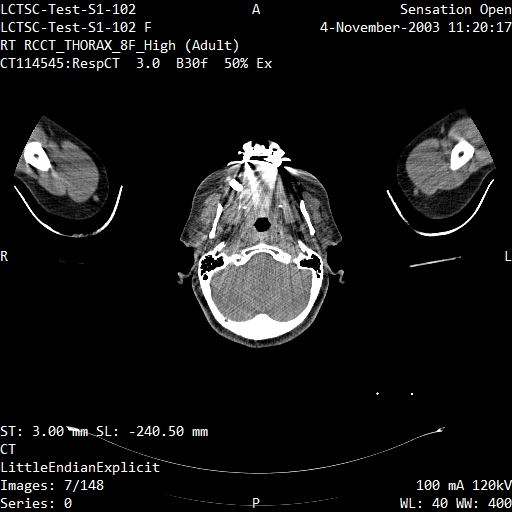 LCTSC-Test-S1-102
A
Sensation Open
LCTSC-Test-S1-102 F
4-November-2003 11:20:17
RT RCCT_THORAX_8F_High (Adult)
CT114545:RespCT 3.0 B30f 50% Ex
R
L
ST: 3.00 mm SL: -240.50 mm
CT
LittleEndianExplicit
Images: 7/148
100 mA 120kV
Series: 0
P
WL: 40 WW: 400